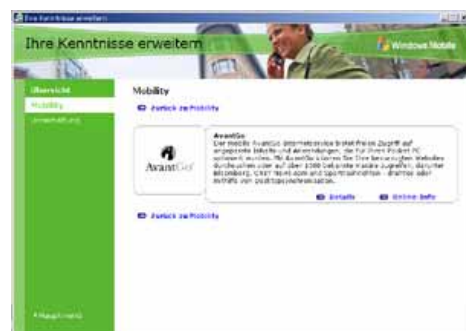 Ihre Kenntnisse erweitern
Ihre Kenntnisse erweitern
Windows Mobile
Übersicht
Mobility
Unterhaltung
Mobility
Zurück zu Mobility
AvantGo
AvantGo
Der mobile AvantGo Internetservice bietet freien Zugriff auf
angepasste Inhalte und Anwendungen, die für Ihren Pocket PC
optimiert wurden. Mit AvantGo können Sie Ihre bevorzugten Websites
durchsuchen oder auf über 1000 bekannte Kanäle zugreifen, darunter
Bloomberg, CNET News.com und Sportnachrichten - drahtlos oder
mithilfe von Desktopsynchronisation.
Details
Online-Info
Zurück zu Mobility
Hauptmenü